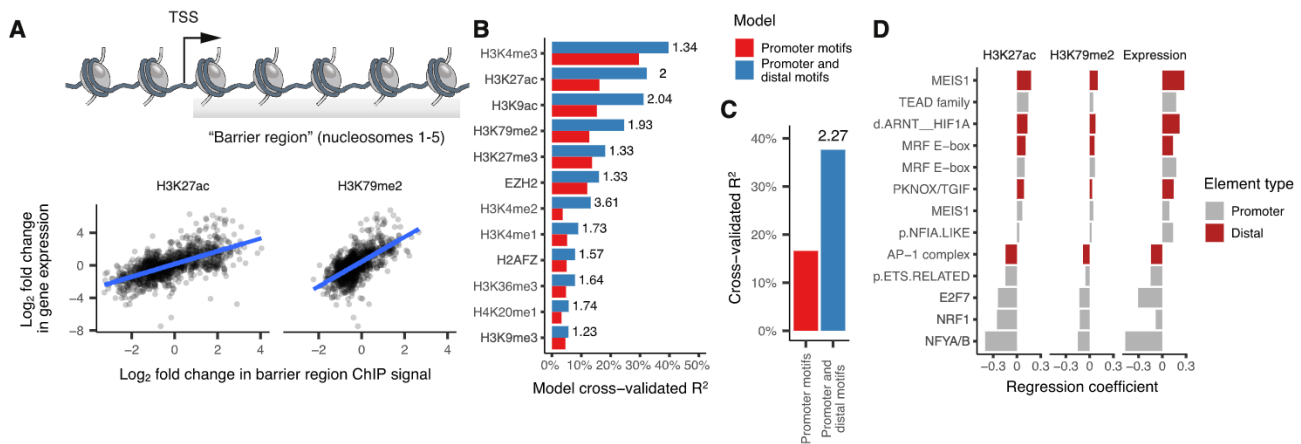 A
TSS
"Barrier region" (nucleosomes 1-5)
H3K27ac
H3K79me2
Log2 fold change
in gene expression
4
0
−4
−8
−2
0
2
4
−2
0
2
4
Log2 fold change in barrier region ChIP signal
B
H3K4me3
1.34
H3K27ac
2
H3K9ac
2.04
H3K79me2
1.93
H3K27me3
1.33
EZH2
1.33
H3K4me2
3.61
H3K4me1
1.73
H2AFZ
1.57
H3K36me3
1.64
H4K20me1
1.74
H3K9me3
1.23
0%
10%
20%
30%
40%
50%
Model cross−validated R²
Model
Promoter motifs
Promoter and
distal motifs
C
2.27
Cross−validated R²
40%
30%
20%
10%
0%
Promoter motifs
Promoter and
distal motifs
D
H3K27ac
H3K79me2
Expression
MEIS1
TEAD family
d.ARNT__HIF1A
MRF E−box
MRF E−box
PKNOX/TGIF
MEIS1
p.NFIA.LIKE
AP−1 complex
p.ETS.RELATED
E2F7
NRF1
NFYA/B
−0.3
0
0.3
−0.3
0
0.3
−0.3
0
0.3
Regression coefficient
Element type
Promoter
Distal